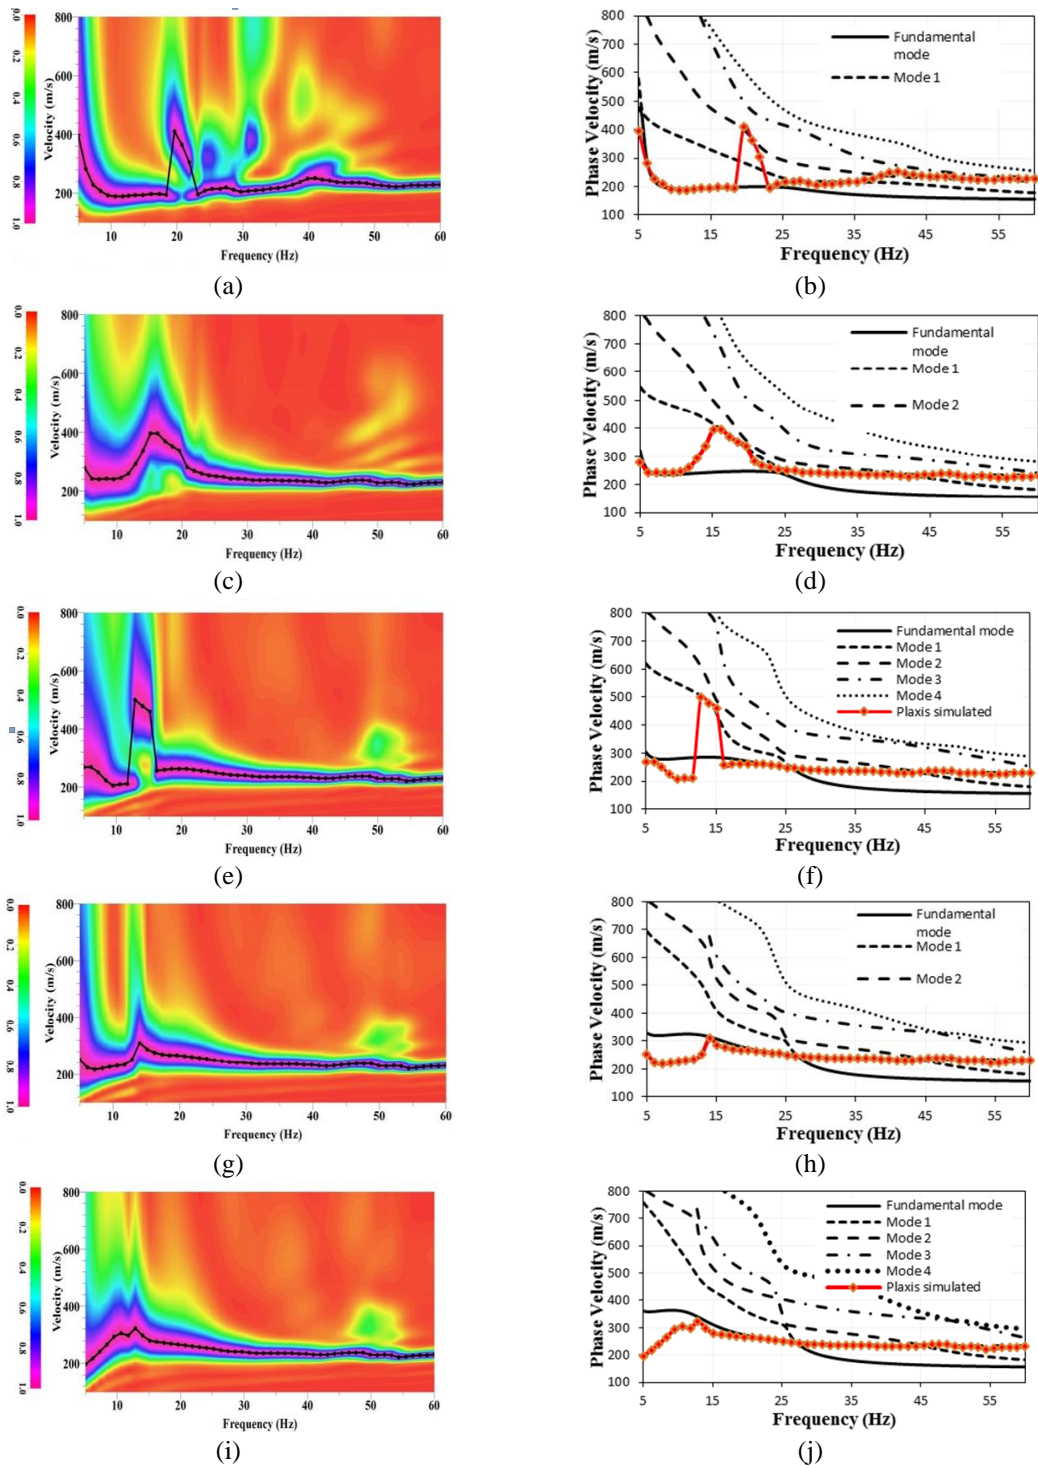 0.0
0.2
0.4
0.6
0.8
1.0
Velocity (m/s)
800
600
400
200
10 20 30 40 50 60
Frequency (Hz)
(a)
Phase Velocity (m/s)
800
700
600
500
400
300
200
100
5 15 25 35 45 55
Frequency (Hz)
Fundamental
mode
Mode 1
(b)
0.0
0.2
0.4
0.6
0.8
1.0
Velocity (m/s)
800
600
400
200
10 20 30 40 50 60
Frequency (Hz)
(c)
Phase Velocity (m/s)
800
700
600
500
400
300
200
100
5 15 25 35 45 55
Frequency (Hz)
Fundamental
mode
Mode 1
Mode 2
(d)
0.0
0.2
0.4
0.6
0.8
1.0
Velocity (m/s)
800
600
400
200
10 20 30 40 50 60
Frequency (Hz)
(e)
Phase Velocity (m/s)
800
700
600
500
400
300
200
100
5 15 25 35 45 55
Frequency (Hz)
Fundamental mode
Mode 1
Mode 2
Mode 3
Mode 4
Plaxis simulated
(f)
0.0
0.2
0.4
0.6
0.8
1.0
Velocity (m/s)
800
600
400
200
10 20 30 40 50 60
Frequency (Hz)
(g)
Phase Velocity (m/s)
800
700
600
500
400
300
200
100
5 15 25 35 45 55
Frequency (Hz)
Fundamental
mode
Mode 1
Mode 2
(h)
0.0
0.2
0.4
0.6
0.8
1.0
Velocity (m/s)
800
600
400
200
10 20 30 40 50 60
Frequency (Hz)
(i)
Phase Velocity (m/s)
800
700
600
500
400
300
200
100
5 15 25 35 45 55
Frequency (Hz)
Fundamental mode
Mode 1
Mode 2
Mode 3
Mode 4
Plaxis simulated
(j)